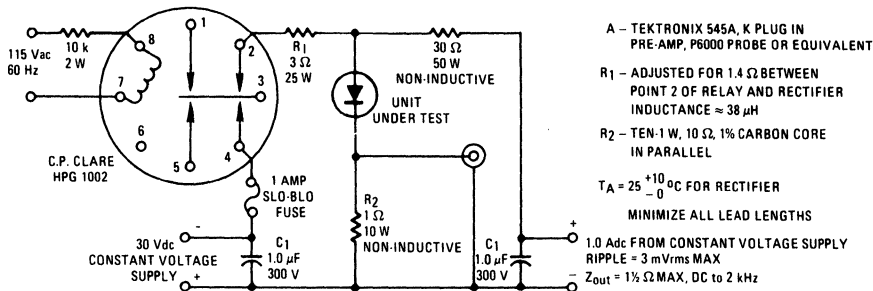 115 Vac
60 Hz
10 k
2 W
8
7
6
1
2
3
4
5
C.P. CLARE
HPG 1002
1 AMP
SLO-BLO
FUSE
R1
3 Ω
25 W
30 Ω
50 W
NON-INDUCTIVE
UNIT
UNDER TEST
R2
1 Ω
10 W
NON-INDUCTIVE
-
30 Vdc
CONSTANT VOLTAGE
SUPPLY
+
C1
1.0 μF
300 V
C1
1.0 μF
300 V
+
1.0 Adc FROM CONSTANT VOLTAGE SUPPLY
RIPPLE = 3 mVrms MAX
Zout = 1½ Ω MAX, DC to 2 kHz
-
A – TEKTRONIX 545A, K PLUG IN
PRE-AMP, P6000 PROBE OR EQUIVALENT
R1 – ADJUSTED FOR 1.4 Ω BETWEEN
POINT 2 OF RELAY AND RECTIFIER
INDUCTANCE ≈ 38 μH
R2 – TEN-1 W, 10 Ω, 1% CARBON CORE
IN PARALLEL
TA = 25 +10 -0 °C FOR RECTIFIER
MINIMIZE ALL LEAD LENGTHS